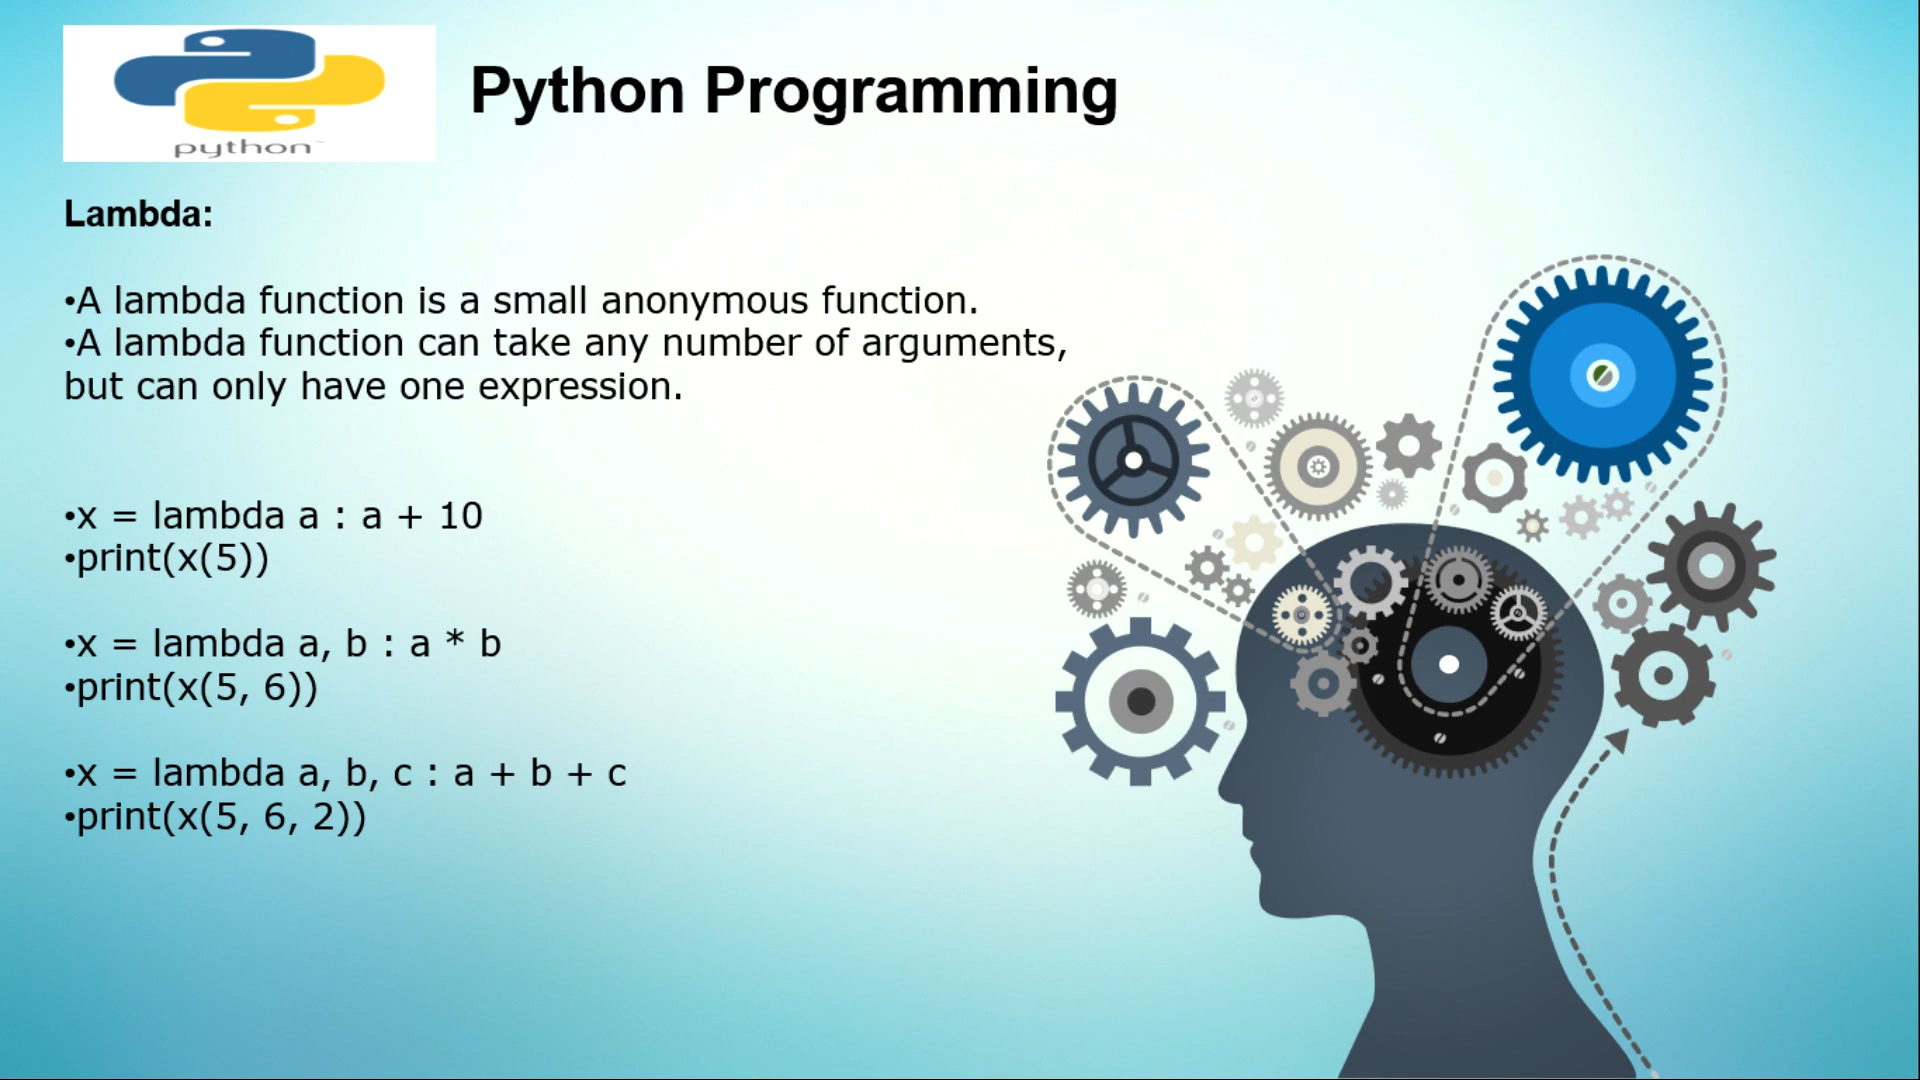 python™
Python Programming
Lambda:
•A lambda function is a small anonymous function.
•A lambda function can take any number of arguments,
but can only have one expression.
•x = lambda a : a + 10
•print(x(5))
•x = lambda a, b : a * b
•print(x(5, 6))
•x = lambda a, b, c : a + b + c
•print(x(5, 6, 2))